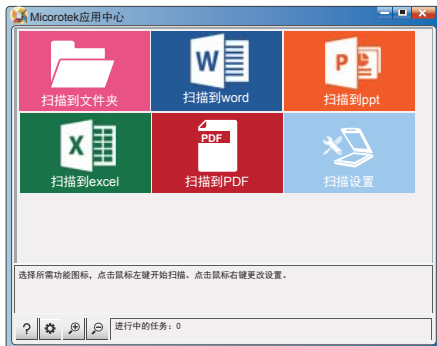 Micorotek应用中心
扫描到文件夹
W
扫描到word
P
扫描到ppt
X
扫描到excel
PDF
扫描到PDF
扫描设置
选择所需功能图标、点击鼠标左键开始扫描。点击鼠标右键更改设置。
?
进行中的任务：0